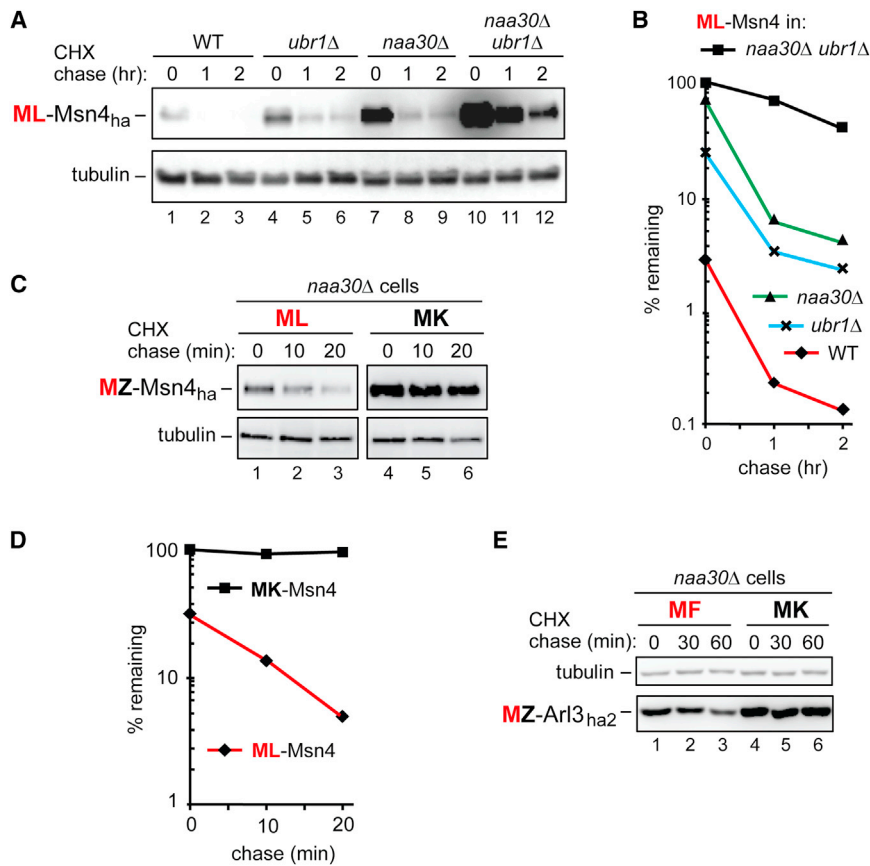 A
WT ubr1Δ naa30Δ naa30Δ ubr1Δ
CHX
chase (hr): 0 1 2 0 1 2 0 1 2 0 1 2
ML-Msn4ha –
tubulin –
1 2 3 4 5 6 7 8 9 10 11 12
B
ML-Msn4 in:
naa30Δ ubr1Δ
100
10
1
0.1
% remaining
naa30Δ
ubr1Δ
WT
0 1 2
chase (hr)
C
naa30Δ cells
ML MK
CHX
chase (min): 0 10 20 0 10 20
MZ-Msn4ha –
tubulin –
1 2 3 4 5 6
D
100
10
1
% remaining
MK-Msn4
ML-Msn4
0 10 20
chase (min)
E
naa30Δ cells
MF MK
CHX
chase (min): 0 30 60 0 30 60
tubulin –
MZ-Arl3ha2 –
1 2 3 4 5 6